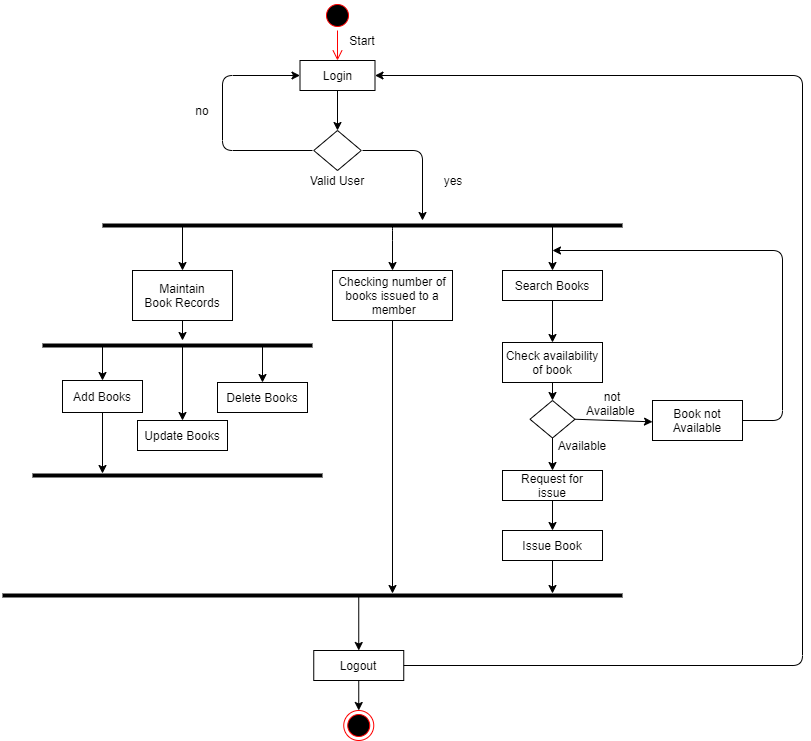 Start
Login
no
Valid User
yes
Maintain
Book Records
Checking number of
books issued to a
member
Search Books
Check availability
of book
Add Books
Delete Books
Update Books
not
Available
Book not
Available
Available
Request for
issue
Issue Book
Logout